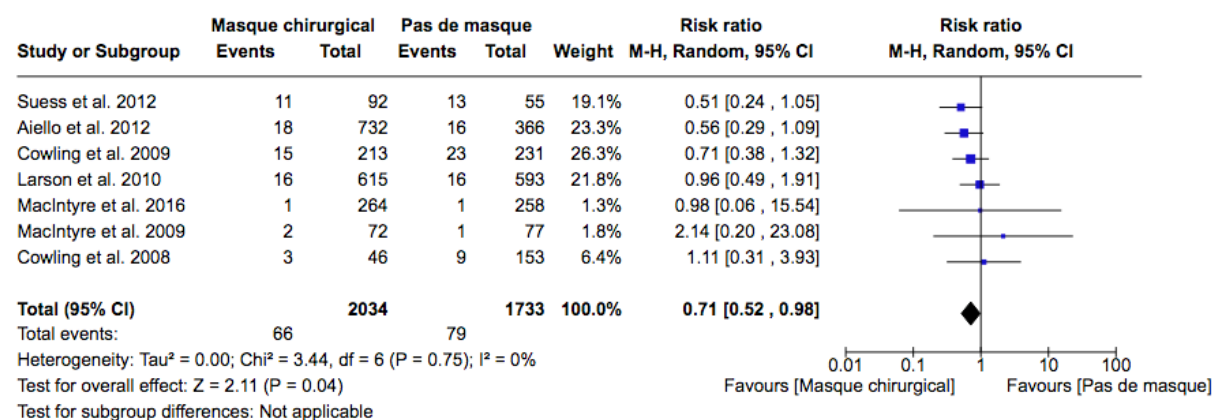 Masque chirurgical Pas de masque Risk ratio Risk ratio
Study or Subgroup Events Total Events Total Weight M-H, Random, 95% CI M-H, Random, 95% CI
Suess et al. 2012 11 92 13 55 19.1% 0.51 [0.24 , 1.05]
Aiello et al. 2012 18 732 16 366 23.3% 0.56 [0.29 , 1.09]
Cowling et al. 2009 15 213 23 231 26.3% 0.71 [0.38 , 1.32]
Larson et al. 2010 16 615 16 593 21.8% 0.96 [0.49 , 1.91]
MacIntyre et al. 2016 1 264 1 258 1.3% 0.98 [0.06 , 15.54]
MacIntyre et al. 2009 2 72 1 77 1.8% 2.14 [0.20 , 23.08]
Cowling et al. 2008 3 46 9 153 6.4% 1.11 [0.31 , 3.93]
Total (95% CI) 2034 1733 100.0% 0.71 [0.52 , 0.98]
Total events: 66 79
Heterogeneity: Tau² = 0.00; Chi² = 3.44, df = 6 (P = 0.75); I² = 0%
0.01 0.1 1 10 100
Test for overall effect: Z = 2.11 (P = 0.04) Favours [Masque chirurgical] Favours [Pas de masque]
Test for subgroup differences: Not applicable